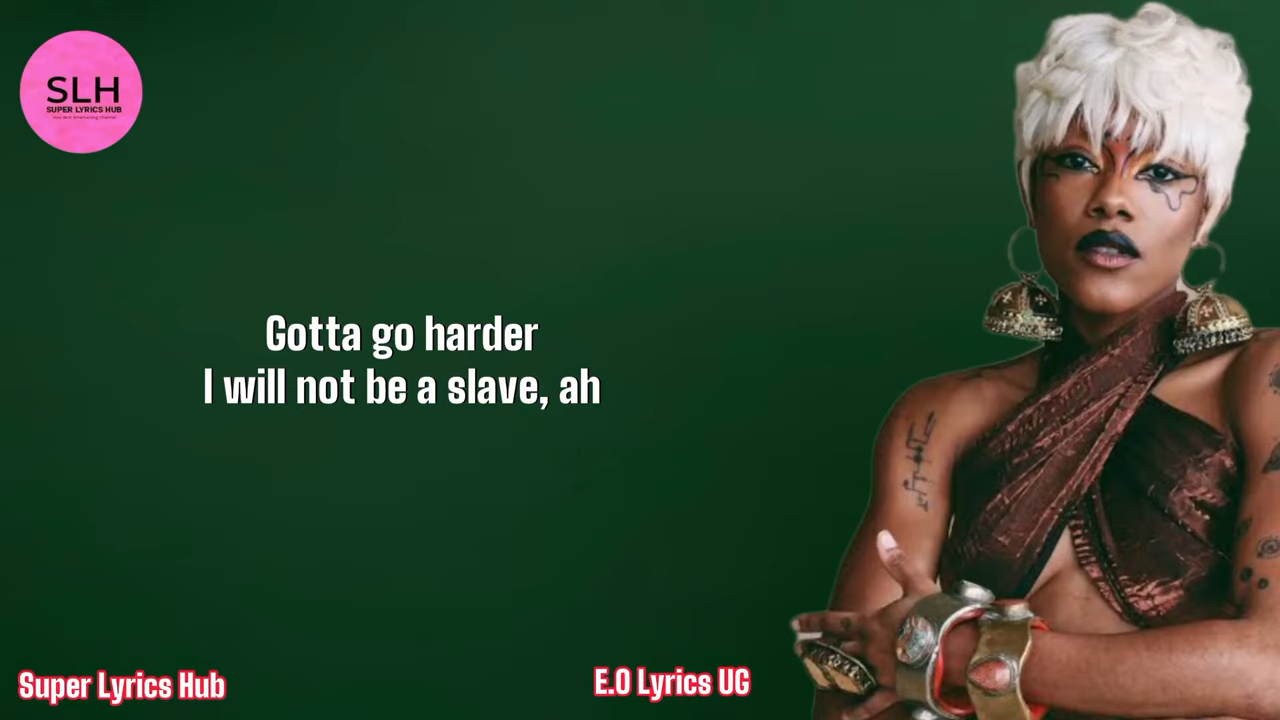 SLH
SUPER LYRICS HUB
Gotta go harder
I will not be a slave, ah
Super Lyrics Hub
E.O Lyrics UG